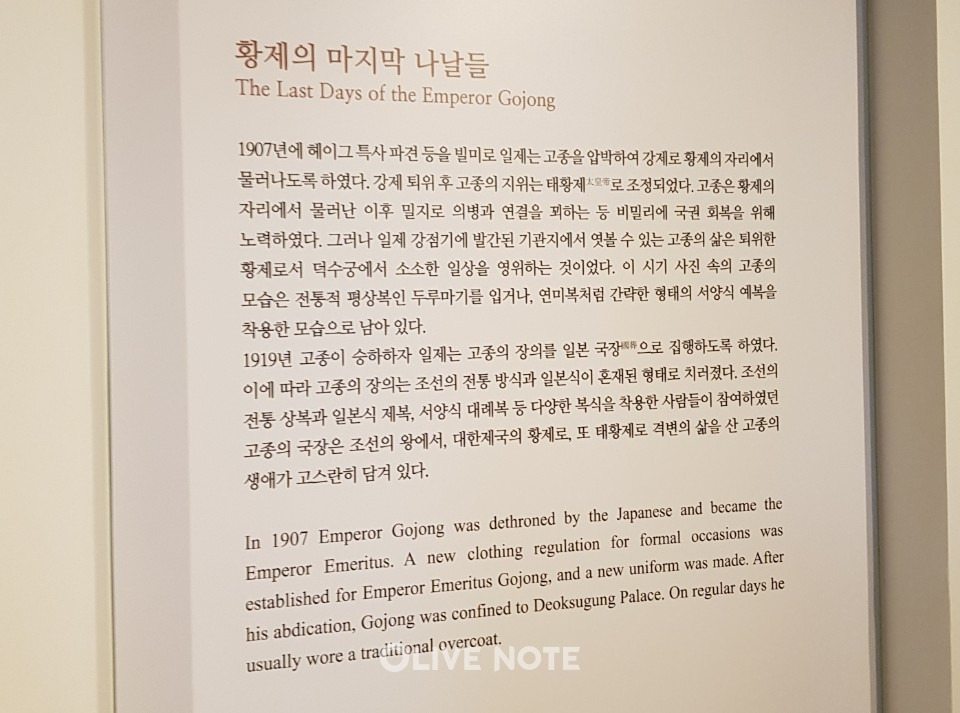 황제의 마지막 나날들
The Last Days of the Emperor Gojong
1907년에 헤이그 특사 파견 등을 빌미로 일제는 고종을 압박하여 강제로 황제의 자리에서
물러나도록 하였다. 강제 퇴위 후 고종의 지위는 태황제太皇帝로 조정되었다. 고종은 황제의
자리에서 물러난 이후 밀지로 의병과 연결을 꾀하는 등 비밀리에 국권 회복을 위해
노력하였다. 그러나 일제 강점기에 발간된 기관지에서 엿볼 수 있는 고종의 삶은 퇴위한
황제로서 덕수궁에서 소소한 일상을 영위하는 것이었다. 이 시기 사진 속의 고종의
모습은 전통적 평상복인 두루마기를 입거나, 연미복처럼 간략한 형태의 서양식 예복을
착용한 모습으로 남아 있다.
1919년 고종이 승하하자 일제는 고종의 장의를 일본 국장國葬으로 집행하도록 하였다.
이에 따라 고종의 장의는 조선의 전통 방식과 일본식이 혼재된 형태로 치러졌다. 조선의
전통 상복과 일본식 제복, 서양식 대례복 등 다양한 복식을 착용한 사람들이 참여하였던
고종의 국장은 조선의 왕에서, 대한제국의 황제로, 또 태황제로 격변의 삶을 산 고종의
생애가 고스란히 담겨 있다.
In 1907 Emperor Gojong was dethroned by the Japanese and became the
Emperor Emeritus. A new clothing regulation for formal occasions was
established for Emperor Emeritus Gojong, and a new uniform was made. After
his abdication, Gojong was confined to Deoksugung Palace. On regular days he
usually wore a traditional overcoat.
OLIVE NOTE